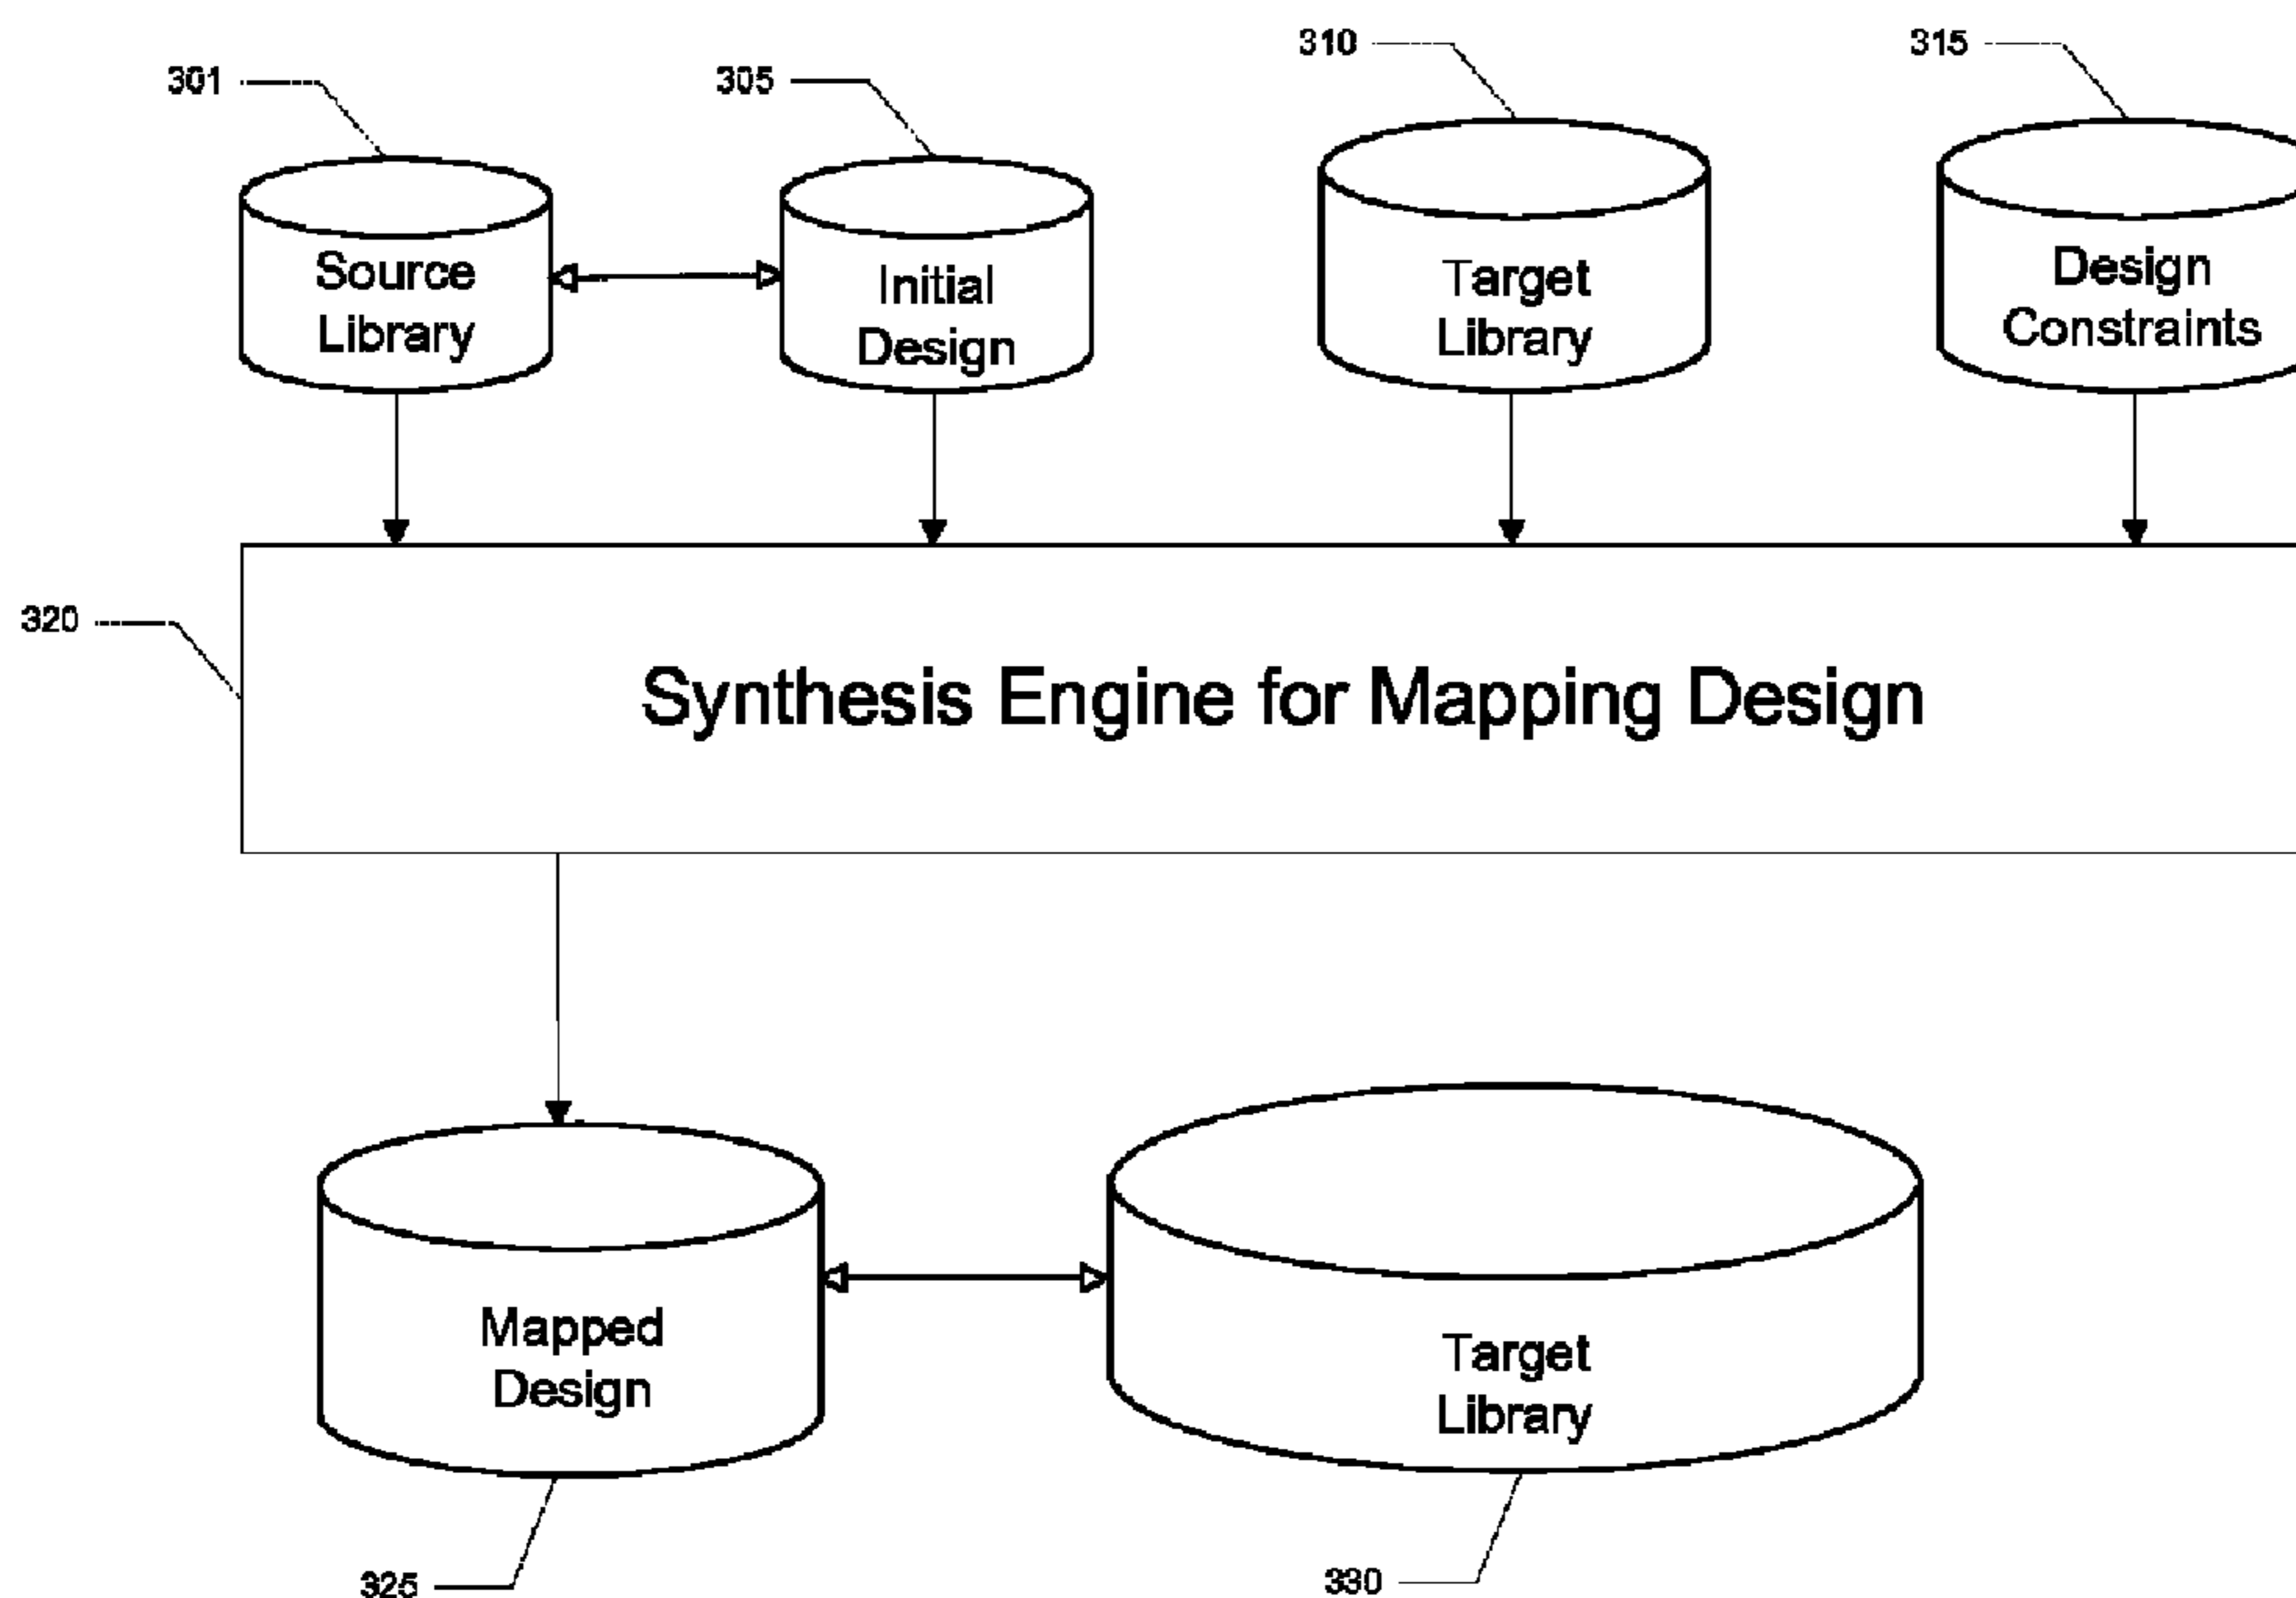 310
315
301
305
Source
Library
Initial
Design
Target
Library
Design
Constraints
320
Synthesis Engine for Mapping Design
Mapped
Design
Target
Library
325
330